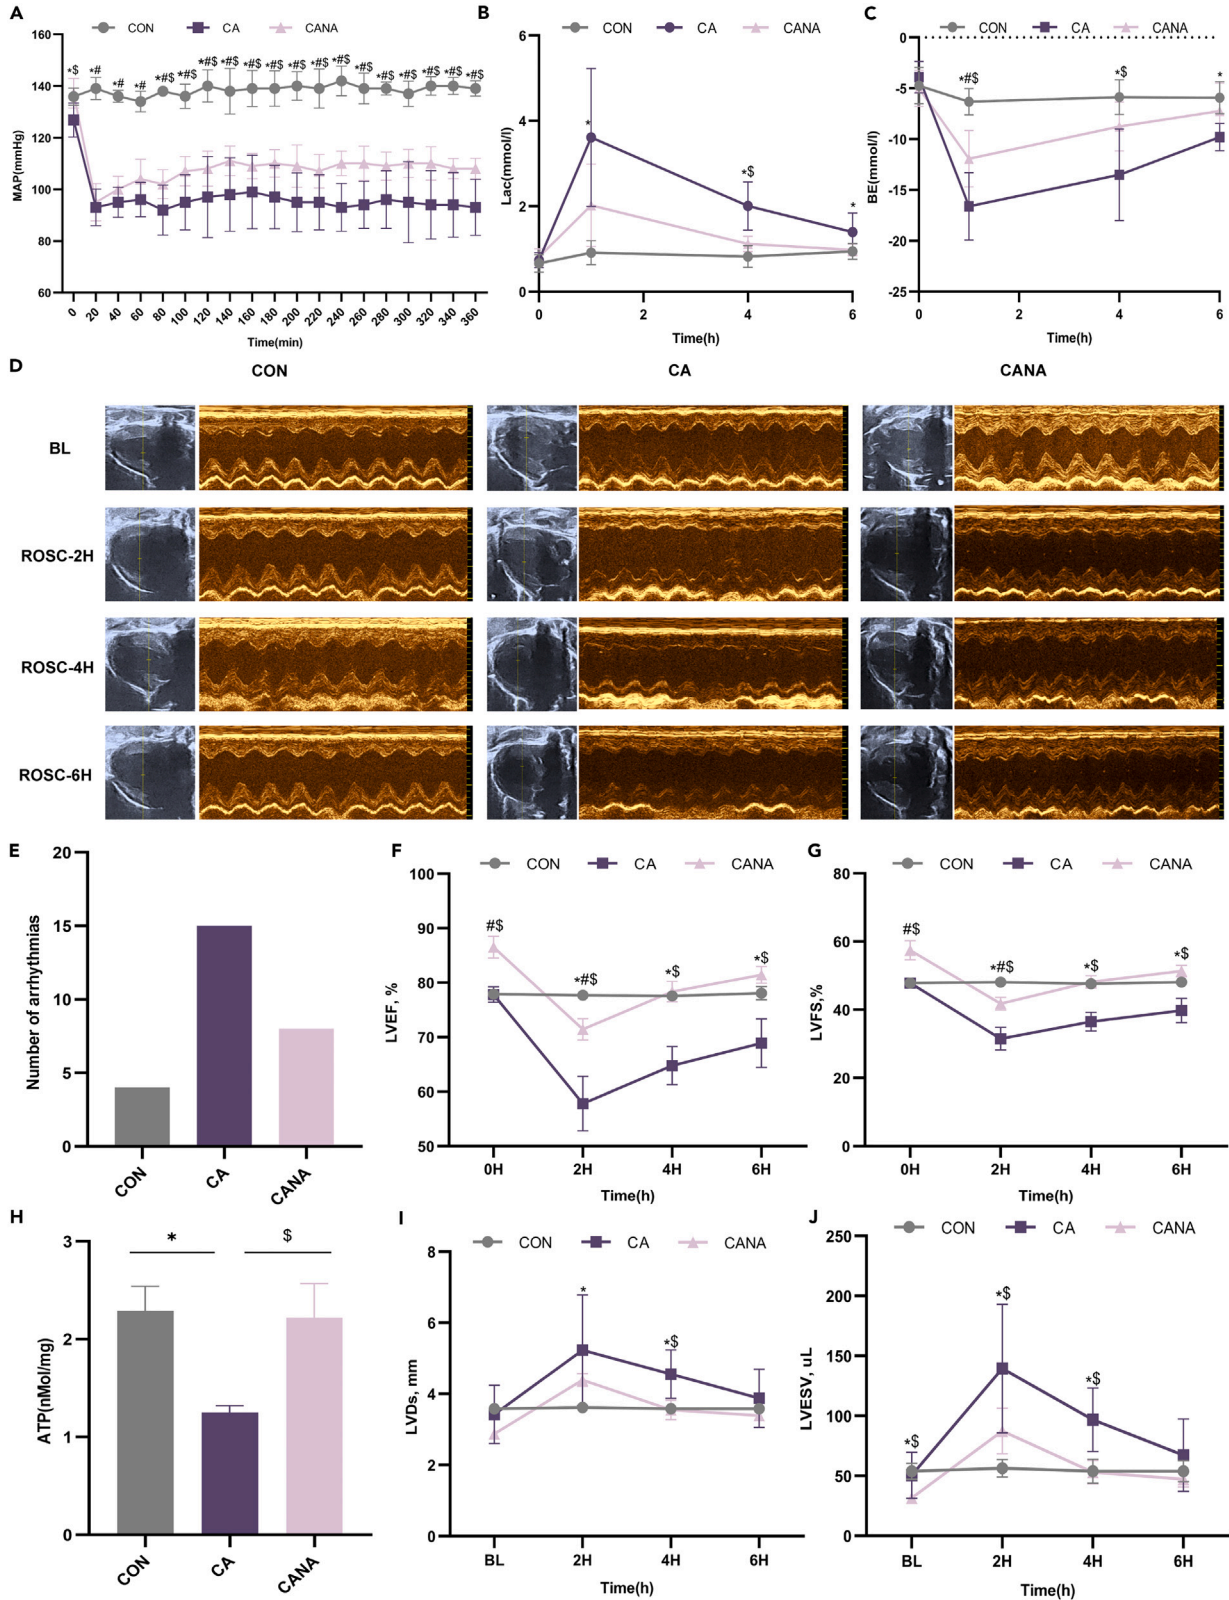 A
CON CA CANA
MAP(mmHg)
160
140
120
100
80
60
*$ *# *# *# *#$ *#$ *#$ *#$ *#$ *#$ *#$ *#$ *#$ *#$ *#$ *#$ *#$ *#$ *#$
0 20 40 60 80 100 120 140 160 180 200 220 240 260 280 300 320 340 360
Time(min)
B
CON CA CANA
Lac(mmol/l)
6
4
2
0
* *$ *
0 2 4 6
Time(h)
C
CON CA CANA
BE(mmol/l)
0
-5
-10
-15
-20
-25
*#$ *$ *
0 2 4 6
Time(h)
D
CON CA CANA
BL
ROSC-2H
ROSC-4H
ROSC-6H
E
Number of arrhythmias
20
15
10
5
0
CON CA CANA
F
CON CA CANA
LVEF, %
100
90
80
70
60
50
#$ *#$ *$ *$
0H 2H 4H 6H
Time(h)
G
CON CA CANA
LVFS,%
80
60
40
20
0
#$ *#$ *$ *$
0H 2H 4H 6H
Time(h)
H
ATP(nMol/mg)
3
2
1
0
* $
CON CA CANA
I
CON CA CANA
LVDs, mm
8
6
4
2
0
* *$
BL 2H 4H 6H
Time(h)
J
CON CA CANA
LVESV, uL
250
200
150
100
50
0
*$ *$ *$
BL 2H 4H 6H
Time(h)